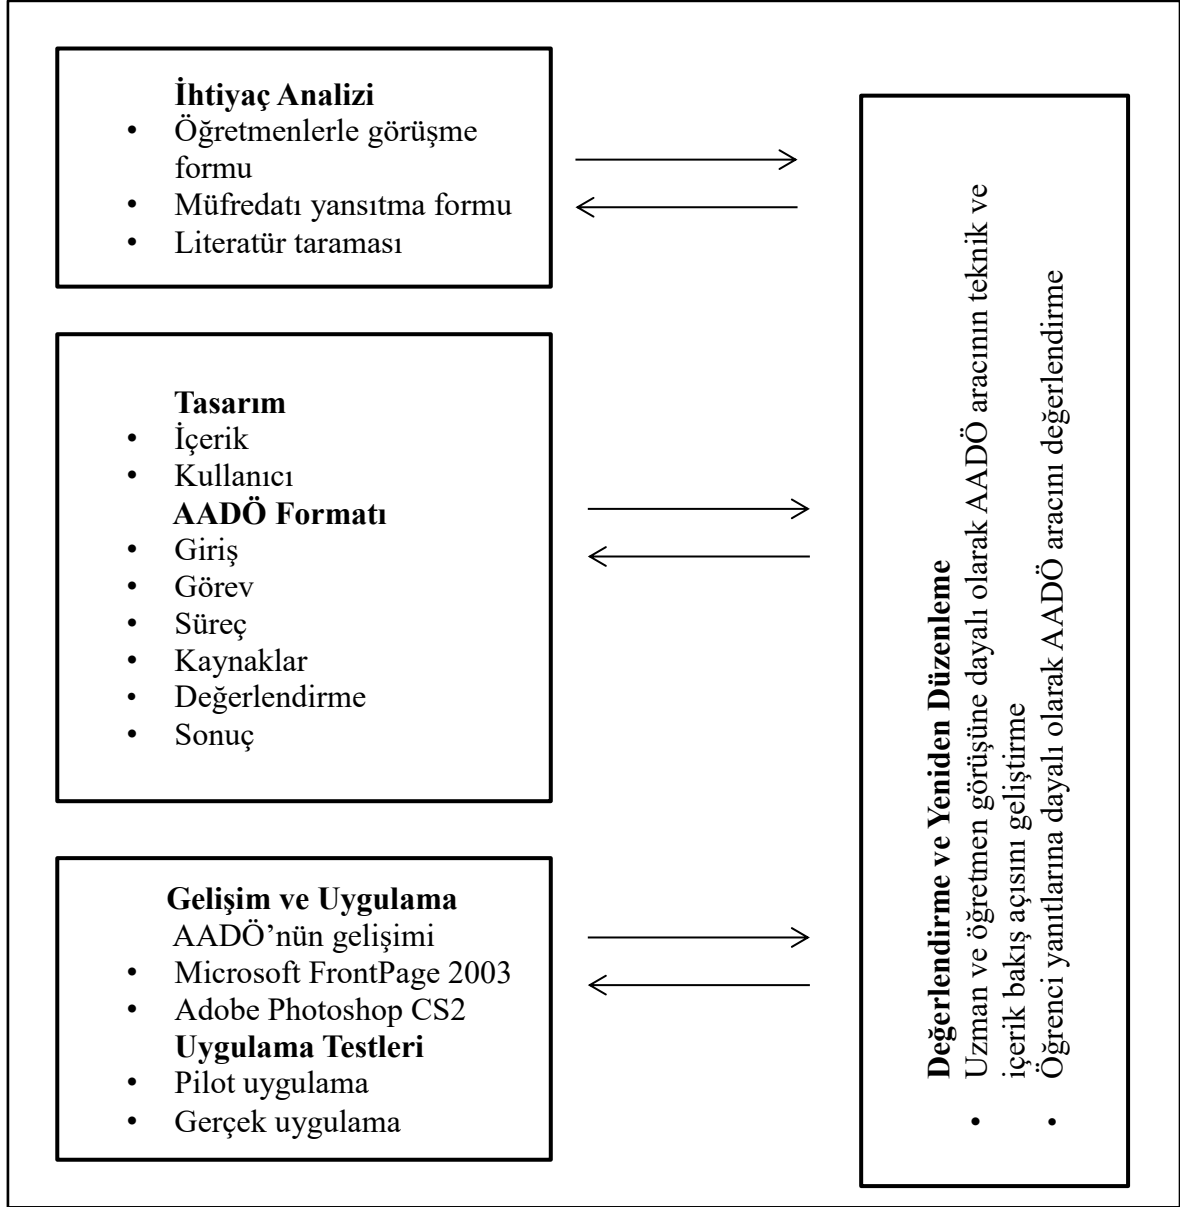 İhtiyaç Analizi
• Öğretmenlerle görüşme
formu
• Müfredatı yansıtma formu
• Literatür taraması
Tasarım
• İçerik
• Kullanıcı
AADÖ Formatı
• Giriş
• Görev
• Süreç
• Kaynaklar
• Değerlendirme
• Sonuç
Gelişim ve Uygulama
AADÖ’nün gelişimi
• Microsoft FrontPage 2003
• Adobe Photoshop CS2
Uygulama Testleri
• Pilot uygulama
• Gerçek uygulama
Değerlendirme ve Yeniden Düzenleme
• Uzman ve öğretmen görüşüne dayalı olarak AADÖ aracının teknik ve
içerik bakış açısını geliştirme
• Öğrenci yanıtlarına dayalı olarak AADÖ aracını değerlendirme